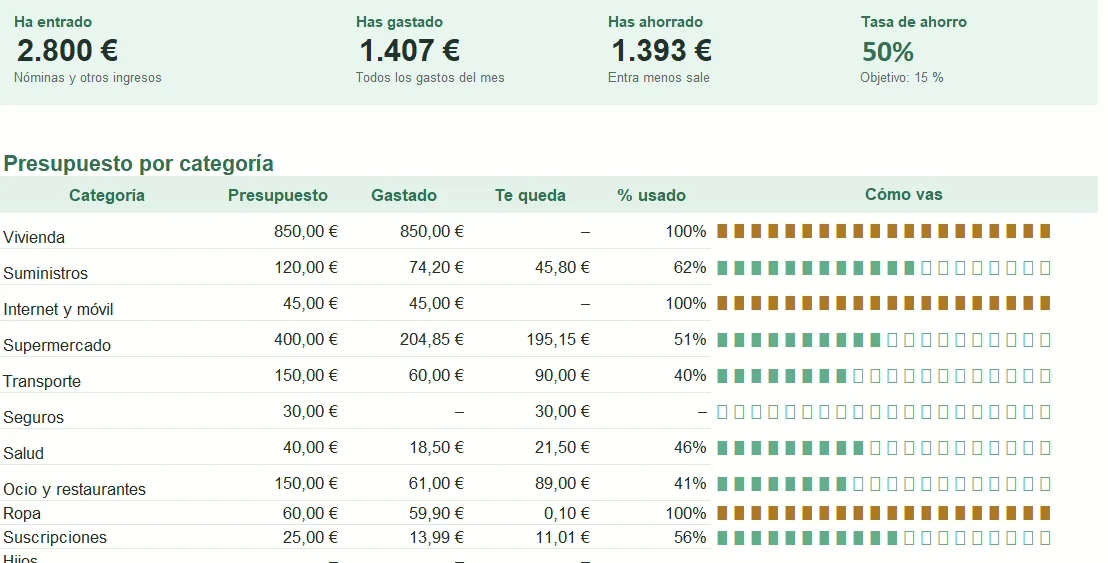 Ha entrado Has gastado Has ahorrado Tasa de ahorro
2.800 € 1.407 € 1.393 € 50%
Nóminas y otros ingresos Todos los gastos del mes Entra menos sale Objetivo: 15 %
Presupuesto por categoría
Categoría Presupuesto Gastado Te queda % usado Cómo vas
Vivienda 850,00 € 850,00 € – 100%
Suministros 120,00 € 74,20 € 45,80 € 62%
Internet y móvil 45,00 € 45,00 € – 100%
Supermercado 400,00 € 204,85 € 195,15 € 51%
Transporte 150,00 € 60,00 € 90,00 € 40%
Seguros 30,00 € – 30,00 € –
Salud 40,00 € 18,50 € 21,50 € 46%
Ocio y restaurantes 150,00 € 61,00 € 89,00 € 41%
Ropa 60,00 € 59,90 € 0,10 € 100%
Suscripciones 25,00 € 13,99 € 11,01 € 56%
Hijos – – –